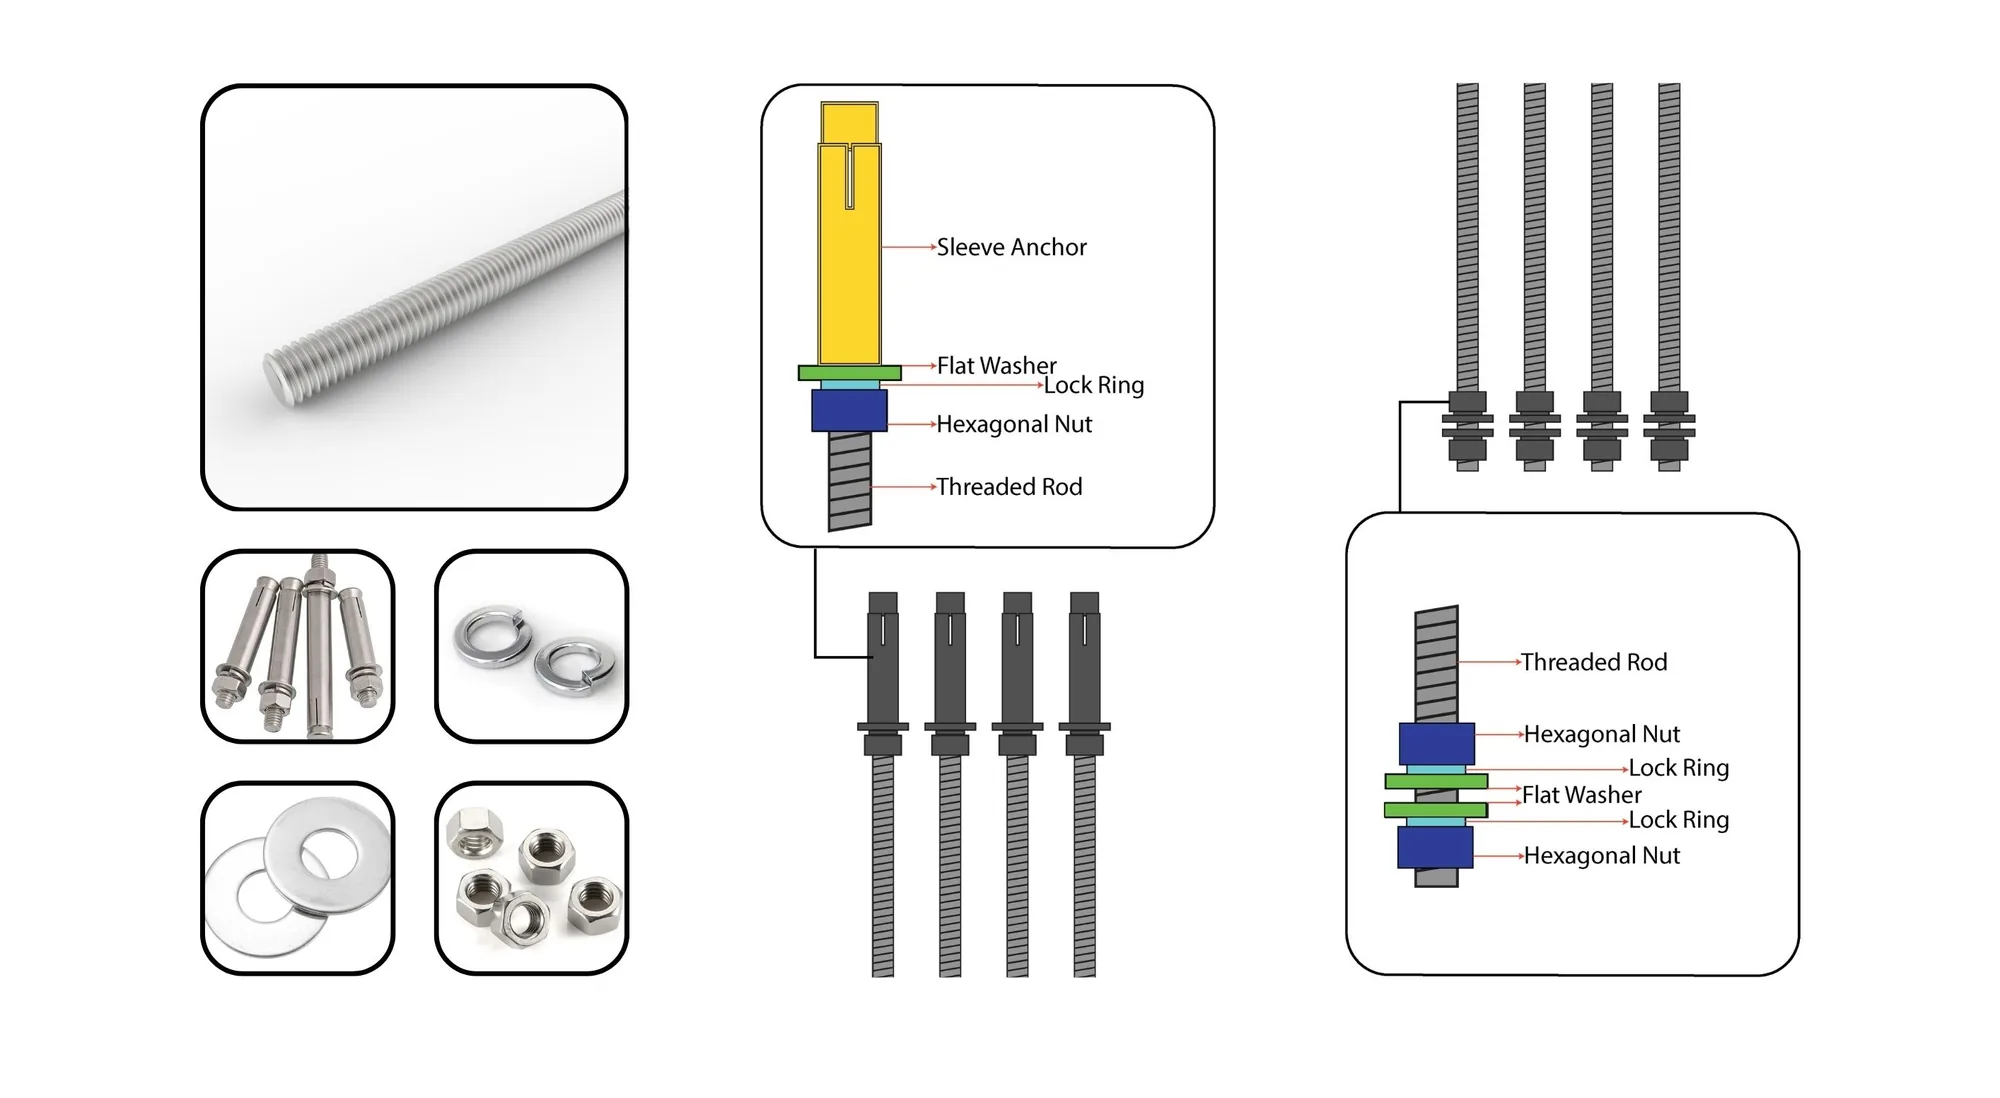 Sleeve Anchor
Flat Washer
Lock Ring
Hexagonal Nut
Threaded Rod
Threaded Rod
Hexagonal Nut
Lock Ring
Flat Washer
Lock Ring
Hexagonal Nut